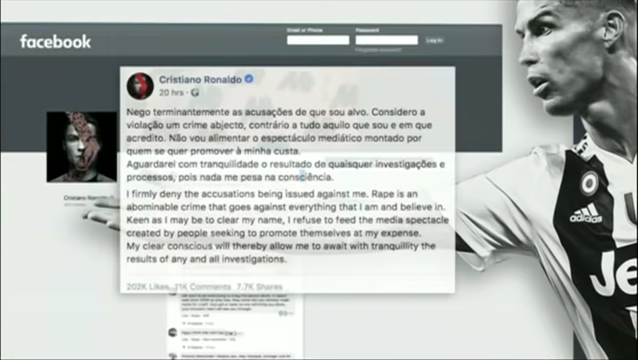 facebook
Email or Phone
Password
Log In
Cristiano Ronaldo
20 hrs
Nego terminantemente as acusações de que sou alvo. Considero a
violação um crime abjecto, contrário a tudo aquilo que sou e em que
acredito. Não vou alimentar o espectáculo mediático montado por
quem se quer promover à minha custa.
Aguardarei com tranquilidade o resultado de quaisquer investigações e
processos, pois nada me pesa na consciência.
I firmly deny the accusations being issued against me. Rape is an
abominable crime that goes against everything that I am and believe in.
Keen as I may be to clear my name, I refuse to feed the media spectacle
created by people seeking to promote themselves at my expense.
My clear conscious will thereby allow me to await with tranquillity the
results of any and all investigations.
202K Likes, 11K Comments 7.7K Shares
Cristiano Ronaldo
Je